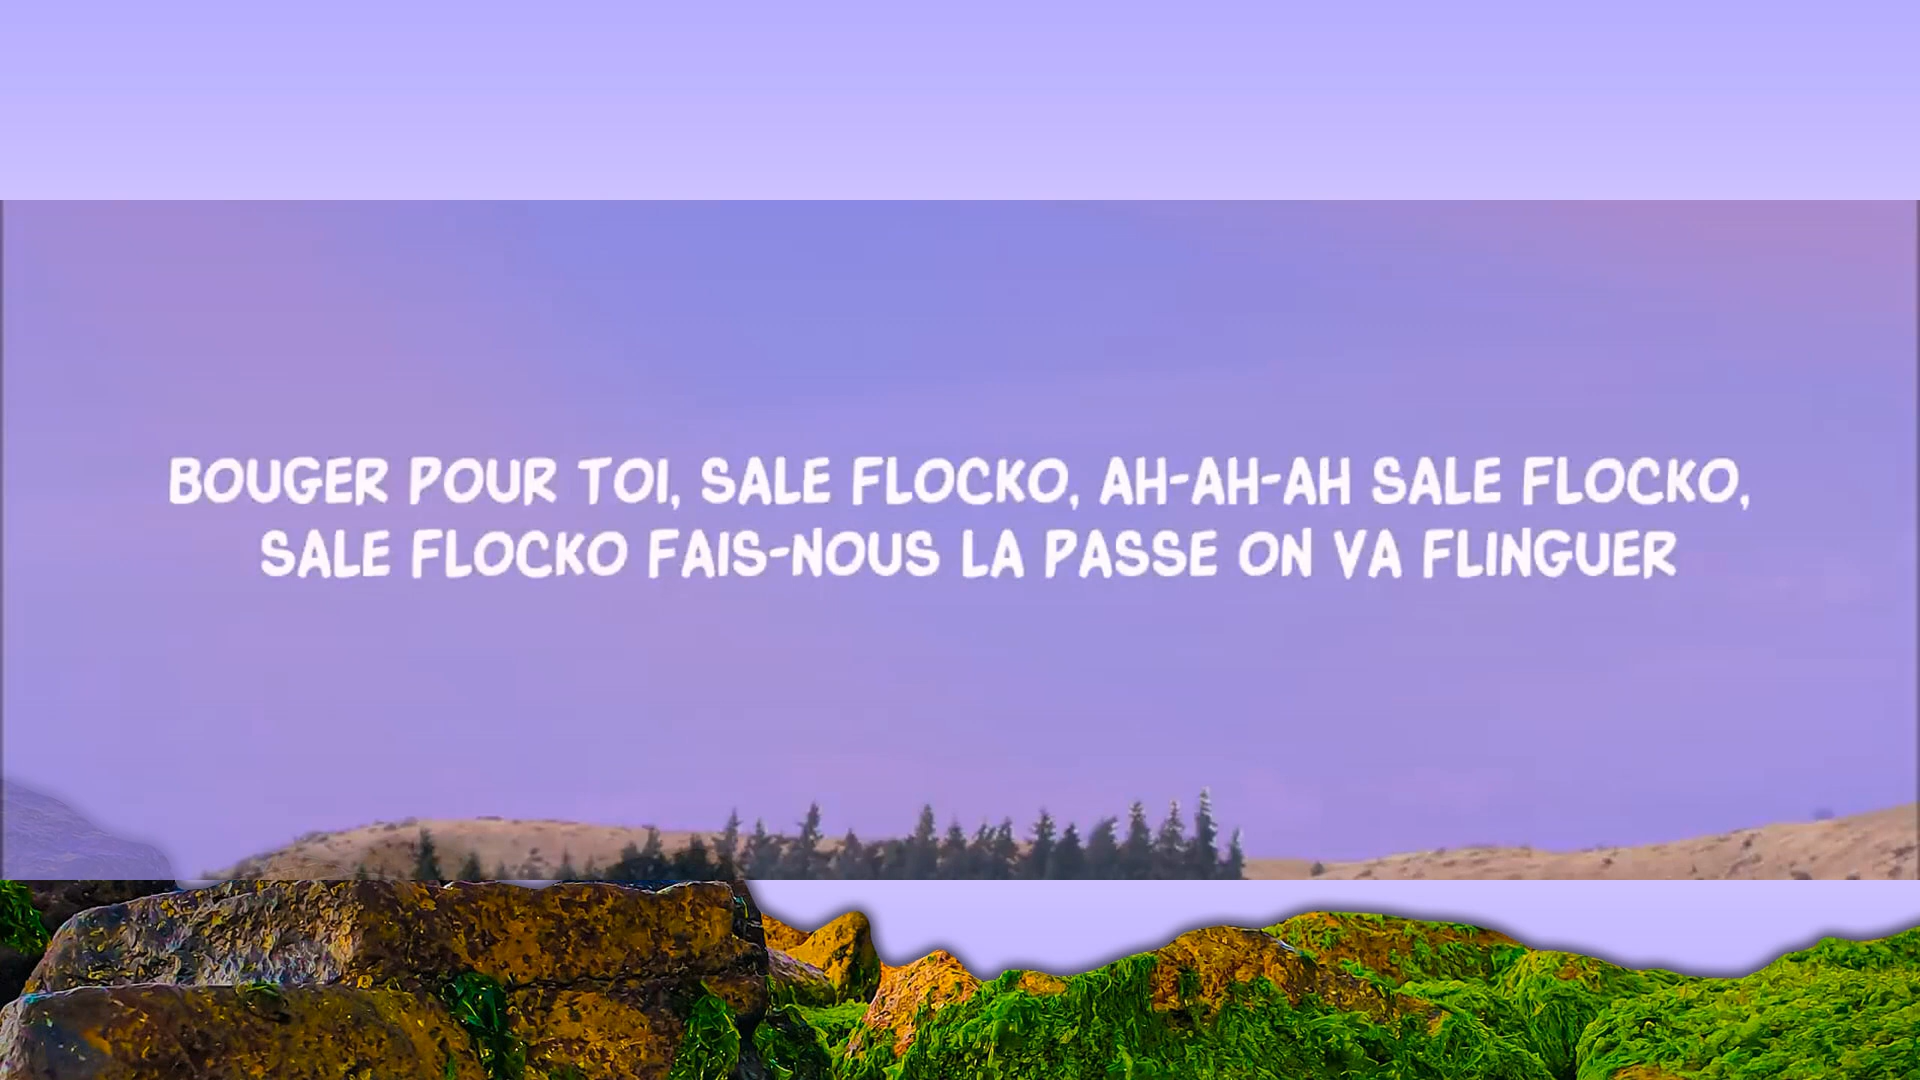 BOUGER POUR TOI, SALE FLOCKO, AH-AH-AH SALE FLOCKO,
SALE FLOCKO FAIS-NOUS LA PASSE ON VA FLINGUER